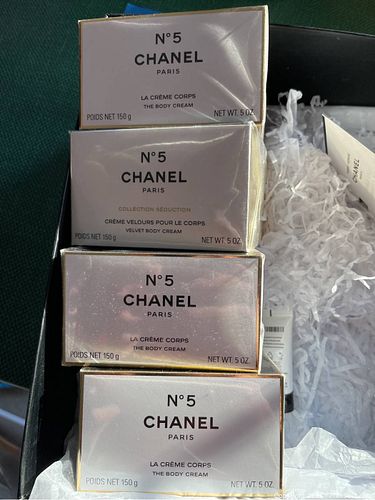 N°5
CHANEL
PARIS
LA CRÈME CORPS
THE BODY CREAM
POIDS NET 150 g NET WT. 5 OZ.
N°5
CHANEL
PARIS
COLLECTION SÉDUCTION
CRÈME VELOURS POUR LE CORPS
VELVET BODY CREAM
POIDS NET 150 g NET WT. 5 OZ.
CHANEL
N°5
CHANEL
PARIS
LA CRÈME CORPS
THE BODY CREAM
POIDS NET 150 g NET WT. 5 OZ.
N°5
CHANEL
PARIS
LA CRÈME CORPS
THE BODY CREAM
POIDS NET 150 g NET WT. 5 OZ.